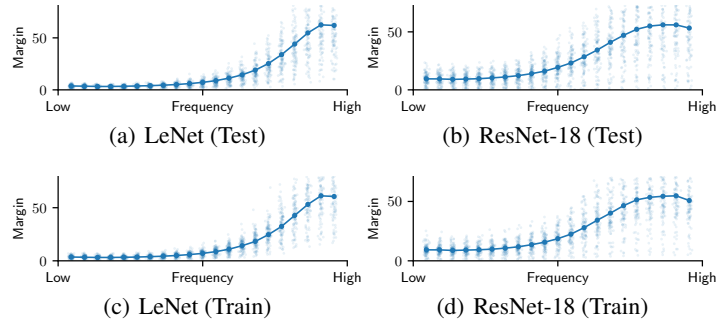 Margin
50
0
Low
Frequency
High
(a) LeNet (Test)
Margin
50
0
Low
Frequency
High
(b) ResNet-18 (Test)
Margin
50
0
Low
Frequency
High
(c) LeNet (Train)
Margin
50
0
Low
Frequency
High
(d) ResNet-18 (Train)